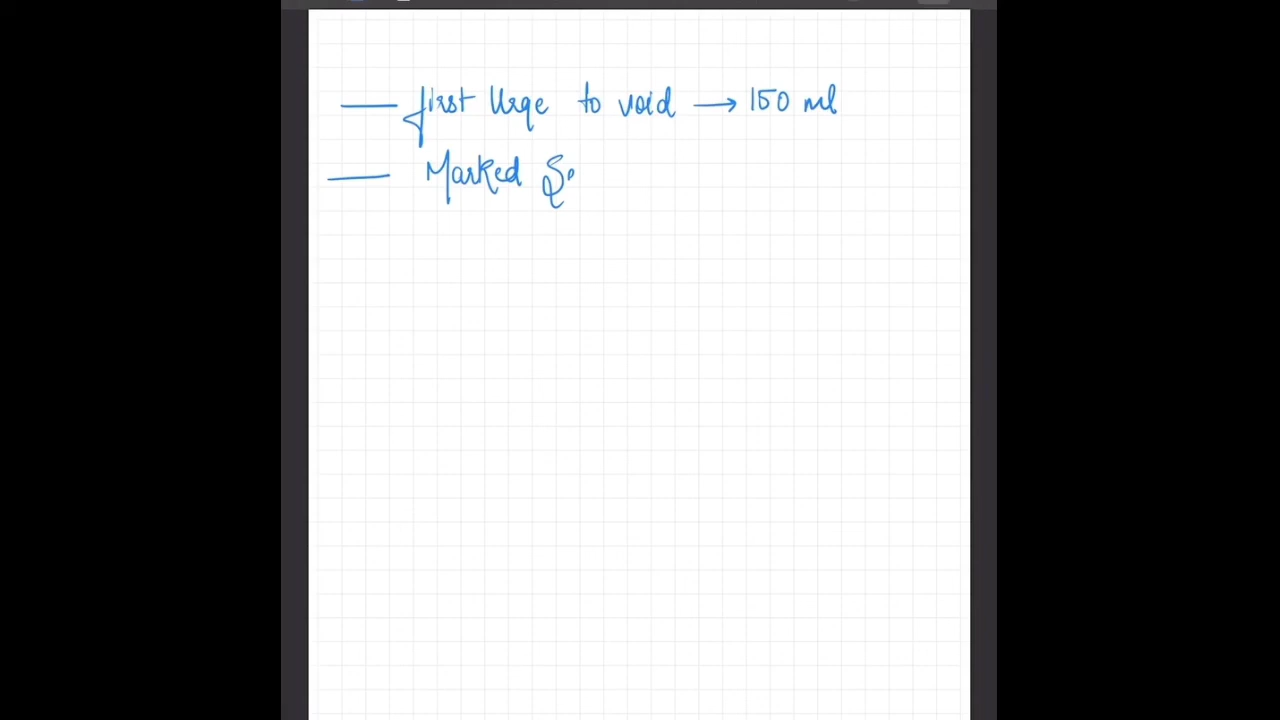 — first Urge to void → 150 ml
— Marked